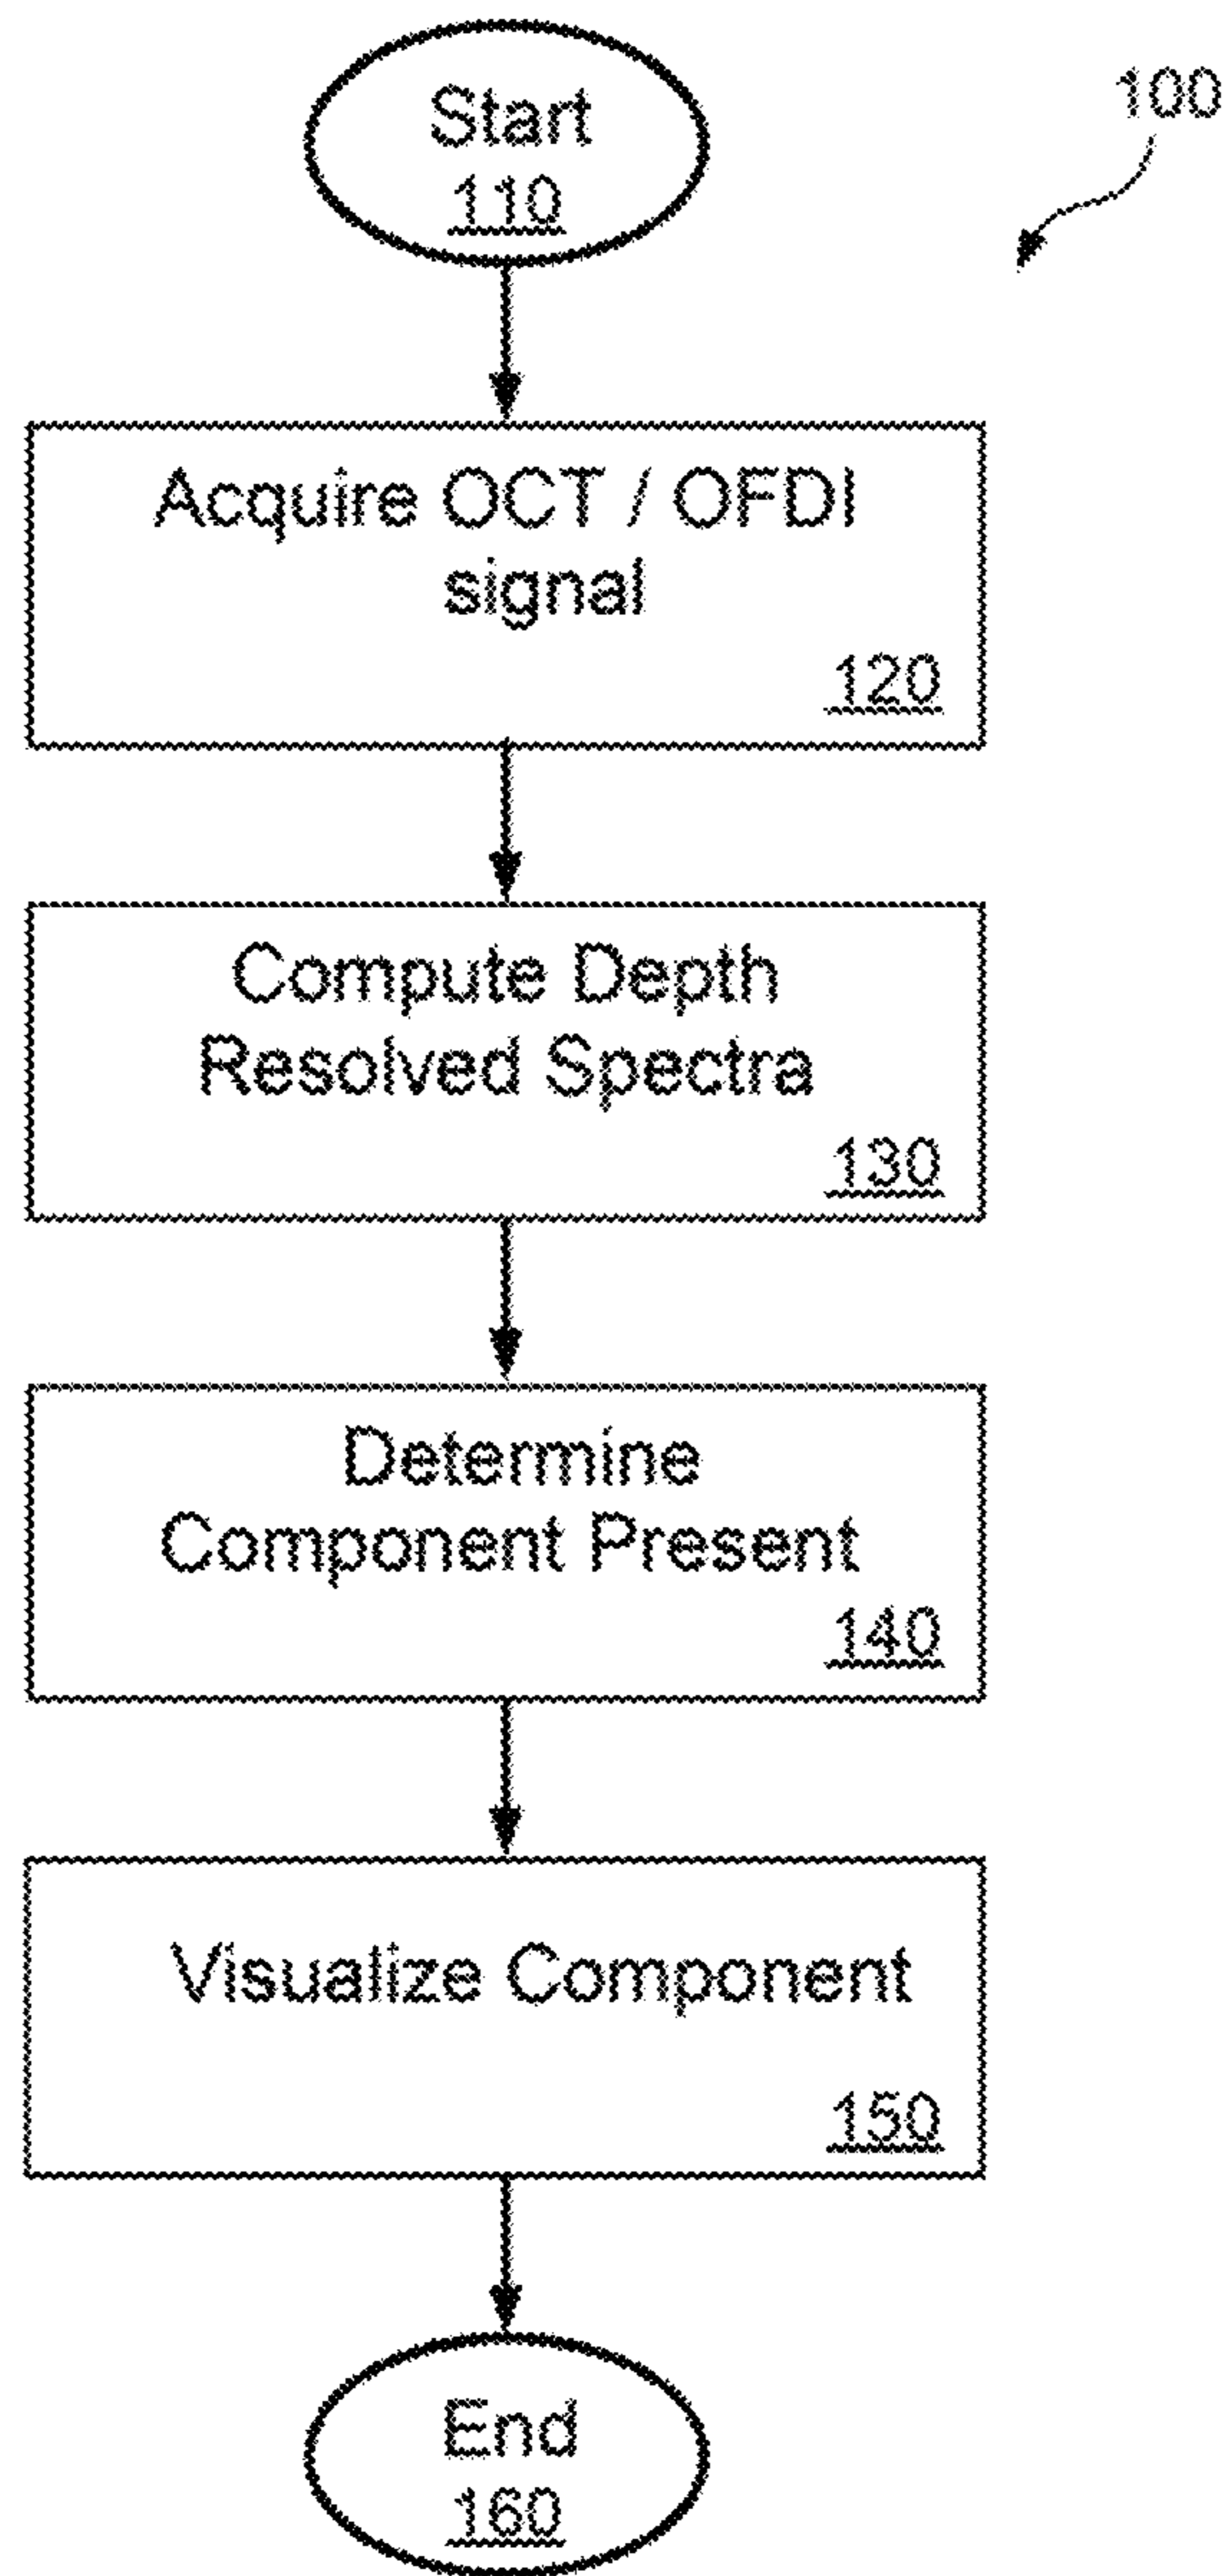 Start
110
100
Acquire OCT / OFDI
signal
120
Compute Depth
Resolved Spectra
130
Determine
Component Present
140
Visualize Component
150
End
160